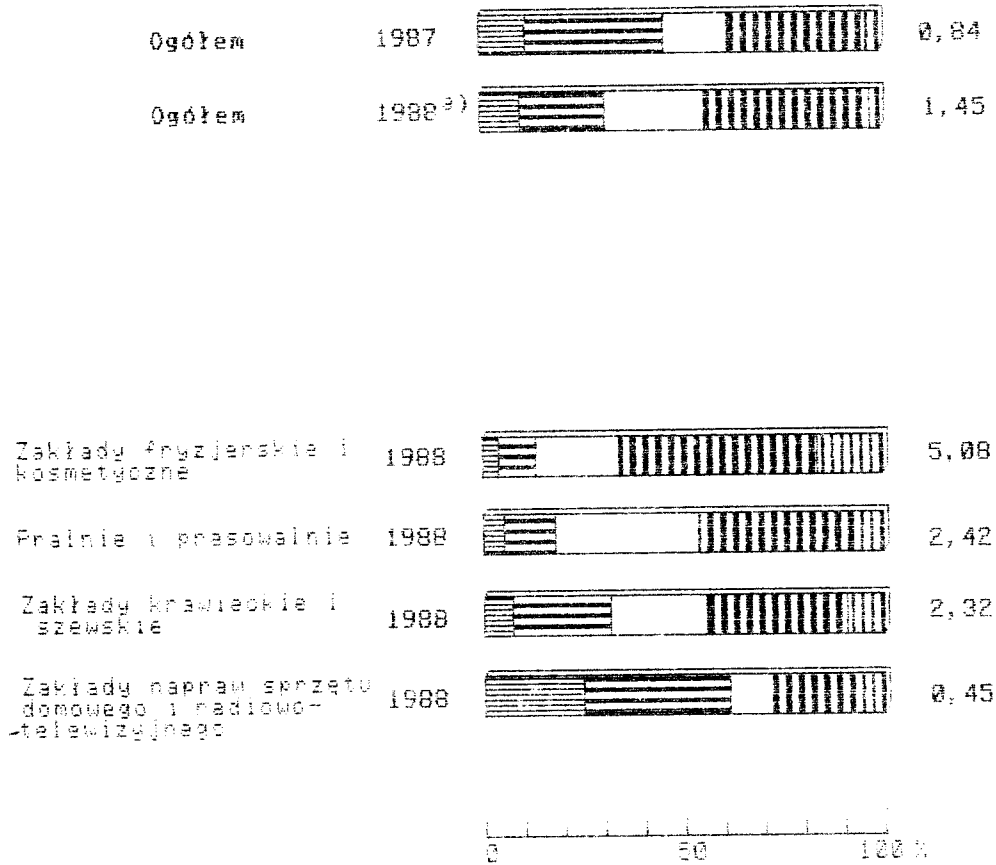 Ogółem 1987 0,84
Ogółem 1988 a) 1,45
Zakłady fryzjerskie i
kosmetyczne 1988 5,08
Pralnie i prasowalnie 1988 2,42
Zakłady krawieckie i
szewskie 1988 2,32
Zakłady napraw sprzętu
domowego i radiowo- 1988 0,45
-telewizyjnego
0 50 100 %